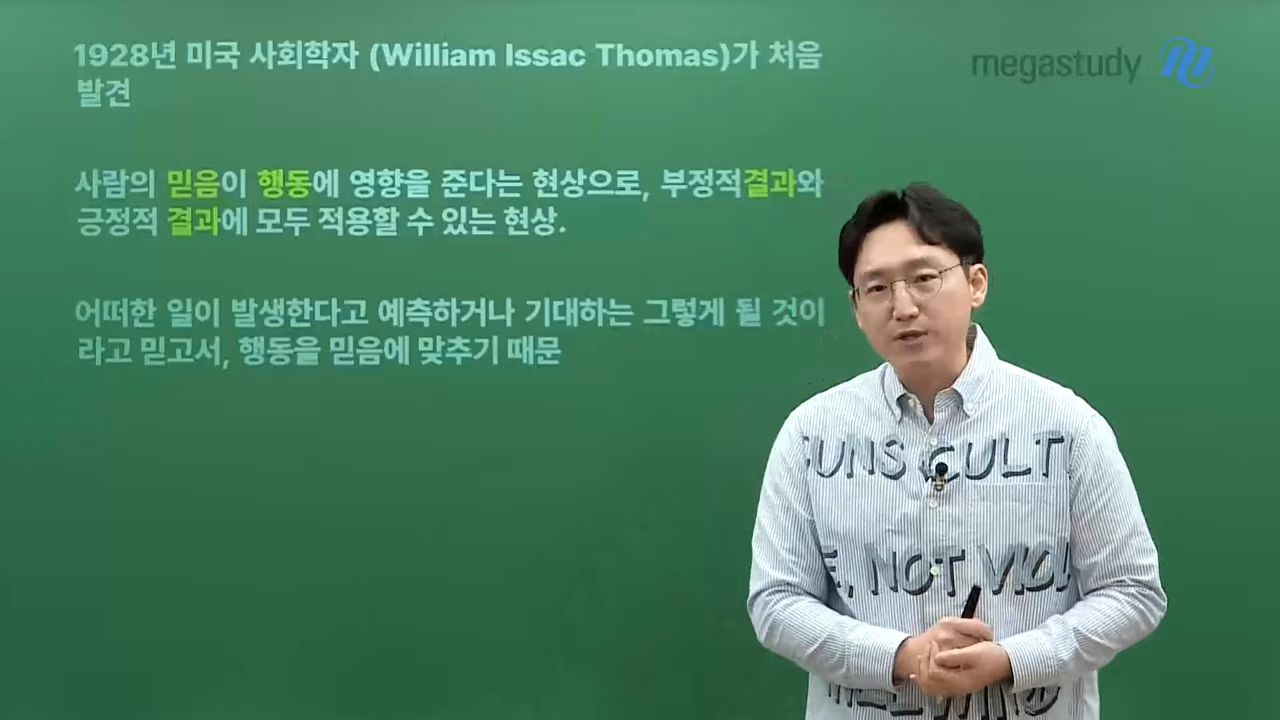 1928년 미국 사회학자 (William Issac Thomas)가 처음
발견
megastudy
사람의 믿음이 행동에 영향을 준다는 현상으로, 부정적결과와
긍정적 결과에 모두 적용할 수 있는 현상.
어떠한 일이 발생한다고 예측하거나 기대하는 그렇게 될 것이
라고 믿고서, 행동을 믿음에 맞추기 때문
NOT